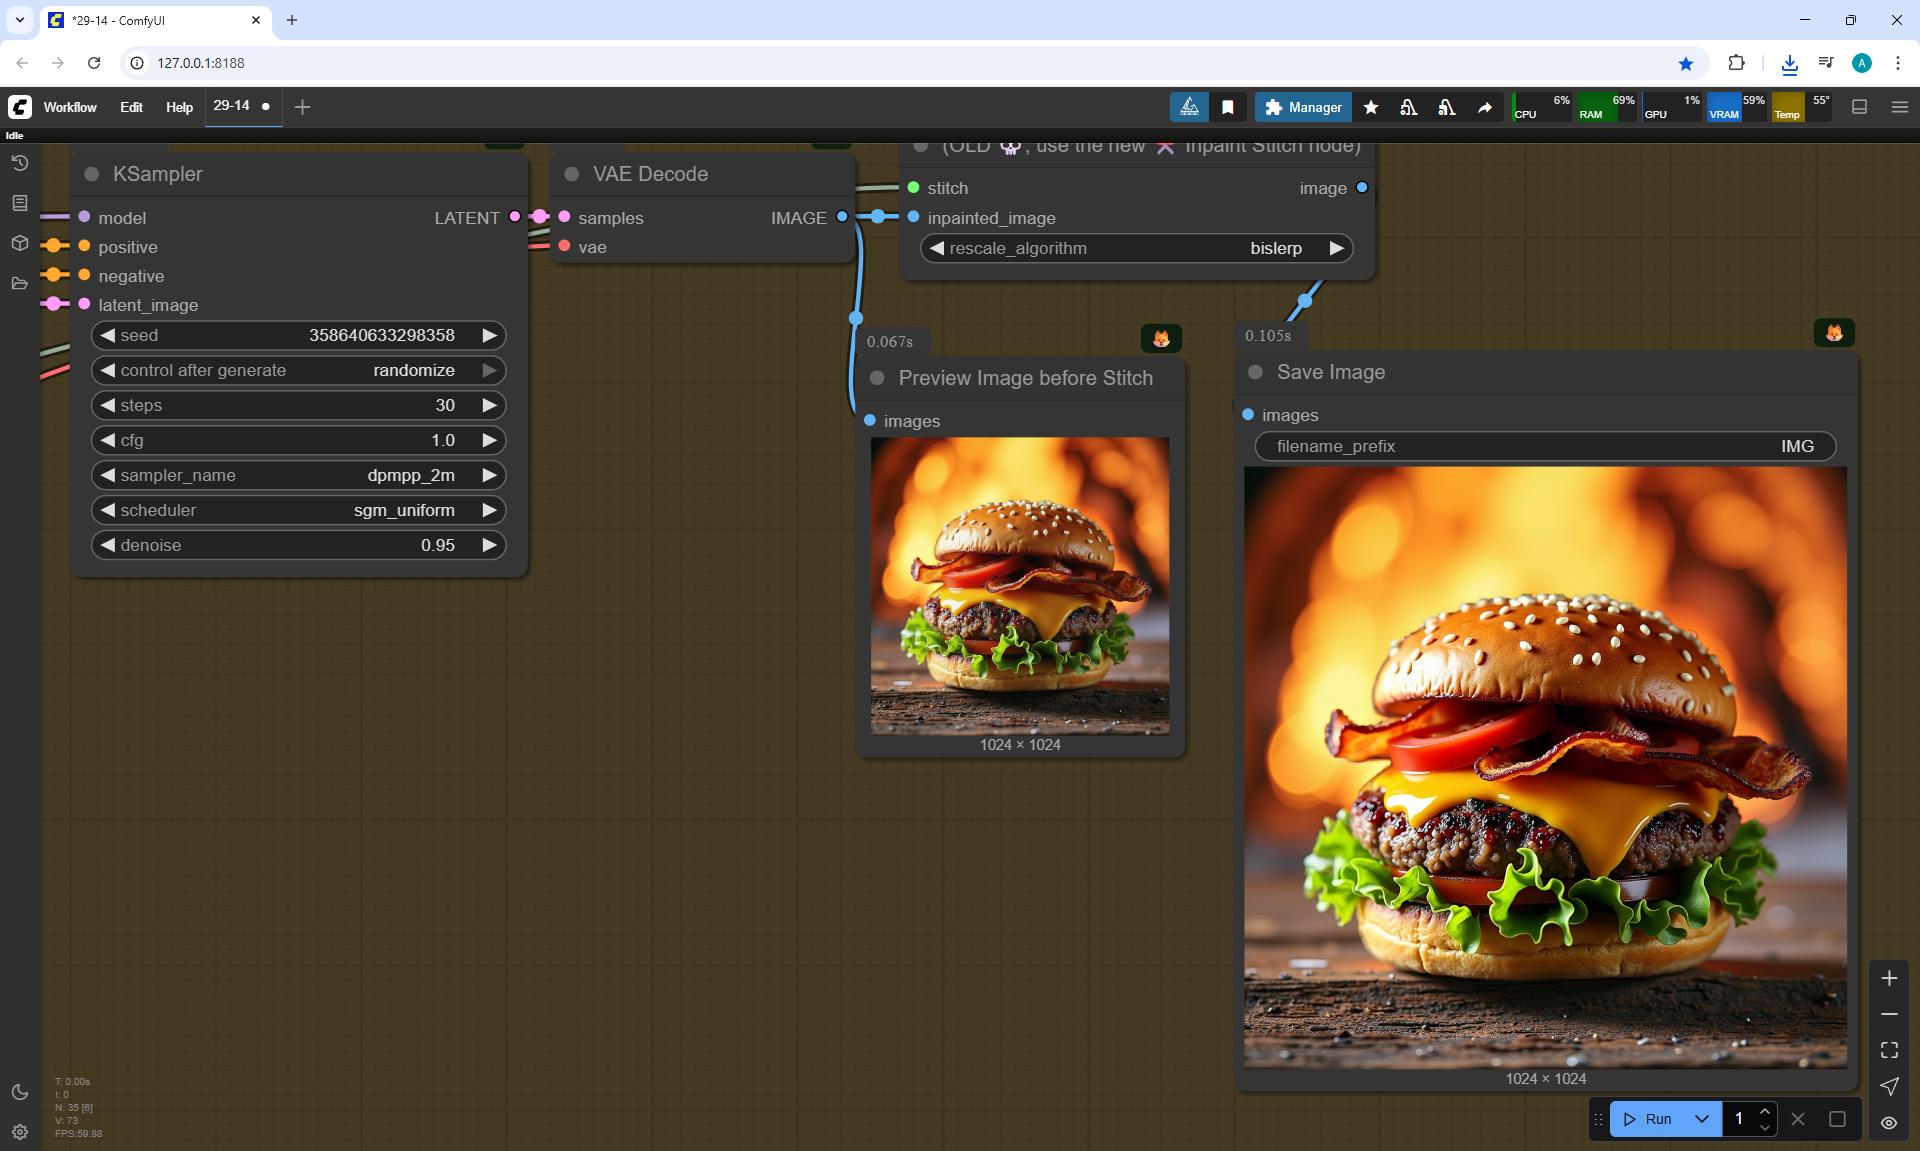 *29-14 - ComfyUI
127.0.0.1:8188
A
Workflow Edit Help 29-14
Manager
CPU 6% RAM 69% GPU 1% VRAM 59% Temp 55°
Idle
(OLD 💀, use the new ✂ Inpaint Stitch node)
KSampler
VAE Decode
stitch image
model LATENT
samples IMAGE
inpainted_image
positive
vae
rescale_algorithm bislerp
negative
latent_image
seed 358640633298358
control after generate randomize
steps 30
cfg 1.0
sampler_name dpmpp_2m
scheduler sgm_uniform
denoise 0.95
0.067s
Preview Image before Stitch
images
1024 × 1024
0.105s
Save Image
images
filename_prefix IMG
1024 × 1024
T: 0.00s
I: 0
N: 35 [6]
V: 73
FPS:59.88
Run 1